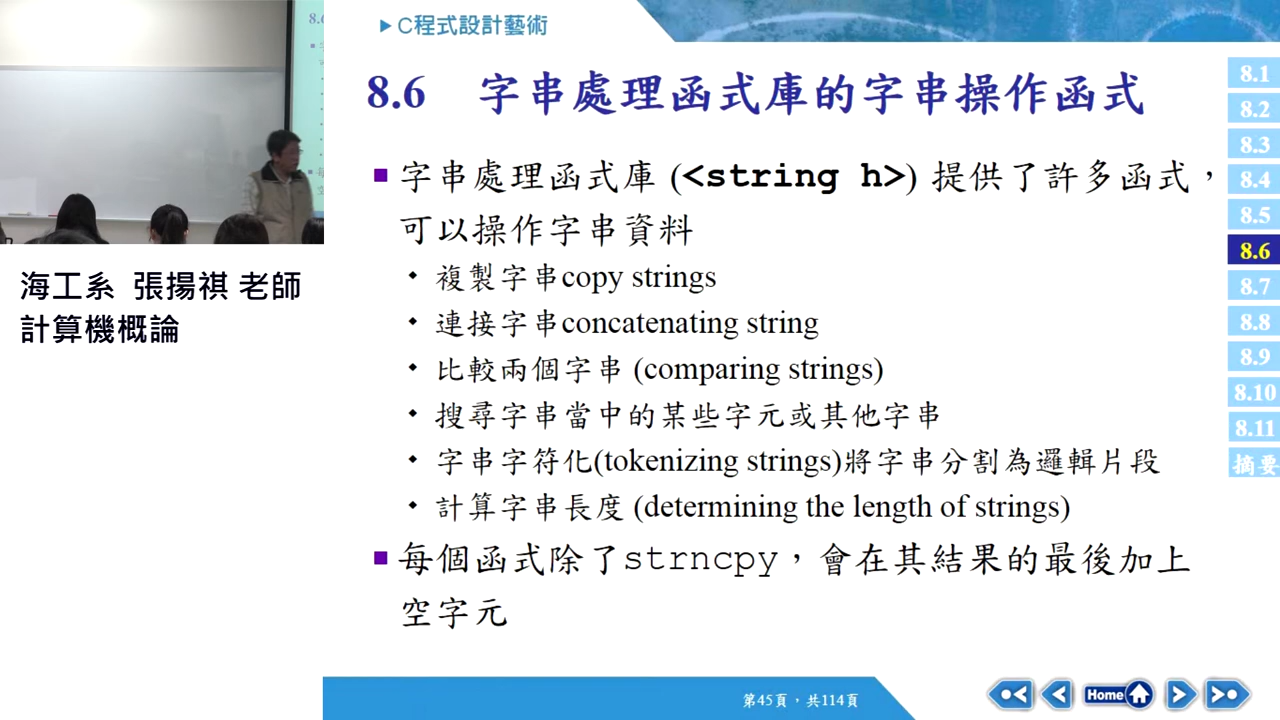 C程式設計藝術
8.6 字串處理函式庫的字串操作函式
字串處理函式庫 (<string h>) 提供了許多函式，
可以操作字串資料
複製字串copy strings
連接字串concatenating string
比較兩個字串 (comparing strings)
搜尋字串當中的某些字元或其他字串
字串字符化(tokenizing strings)將字串分割為邏輯片段
計算字串長度 (determining the length of strings)
每個函式除了strncpy，會在其結果的最後加上
空字元
海工系 張揚祺 老師
計算機概論
8.1
8.2
8.3
8.4
8.5
8.6
8.7
8.8
8.9
8.10
8.11
摘要
第45頁，共114頁
Home